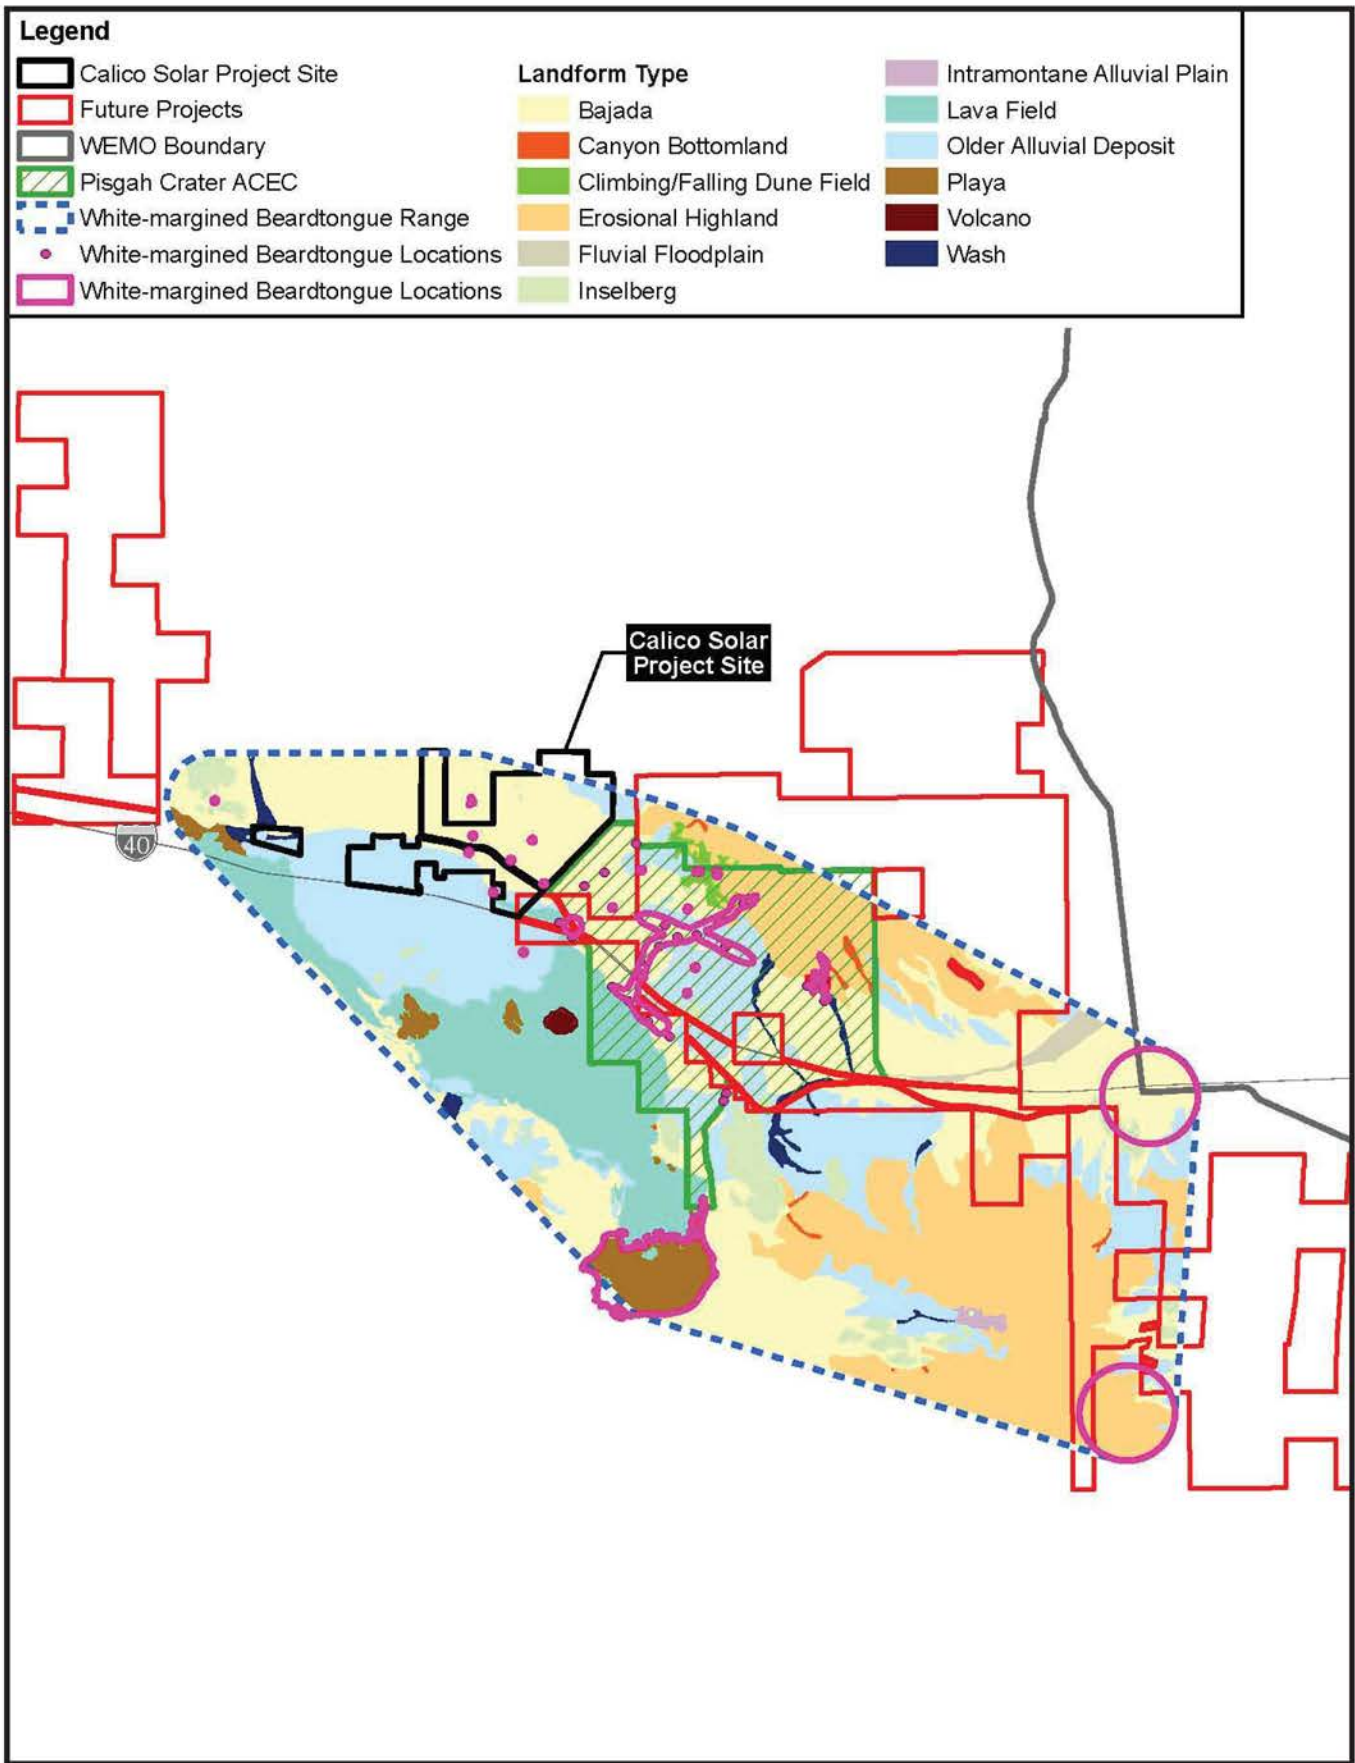 Legend
Calico Solar Project Site
Future Projects
WEMO Boundary
Pisgah Crater ACEC
White-margined Beardtongue Range
White-margined Beardtongue Locations
White-margined Beardtongue Locations
Landform Type
Bajada
Canyon Bottomland
Climbing/Falling Dune Field
Erosional Highland
Fluvial Floodplain
Inselberg
Intramontane Alluvial Plain
Lava Field
Older Alluvial Deposit
Playa
Volcano
Wash
Calico Solar
Project Site
40